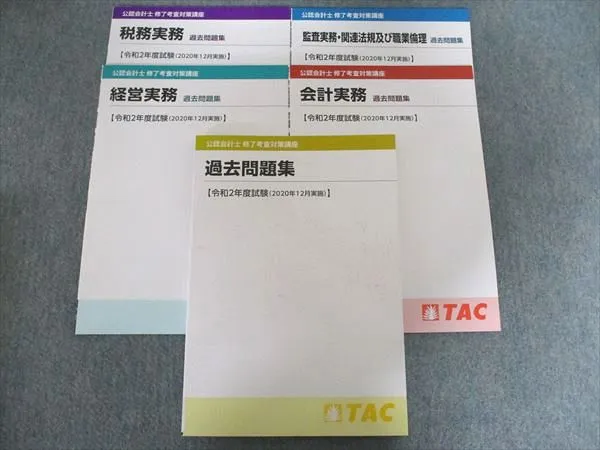 公認会計士 修了考査対策講座
税務実務 過去問題集
【令和2年度試験(2020年12月実施)】
公認会計士 修了考査対策講座
監査実務・関連法規及び職業倫理 過去問題集
【令和2年度試験(2020年12月実施)】
公認会計士 修了考査対策講座
経営実務 過去問題集
【令和2年度試験(2020年12月実施)】
公認会計士 修了考査対策講座
会計実務 過去問題集
【令和2年度試験(2020年12月実施)】
TAC
公認会計士 修了考査対策講座
過去問題集
【令和2年度試験(2020年12月実施)】
TAC